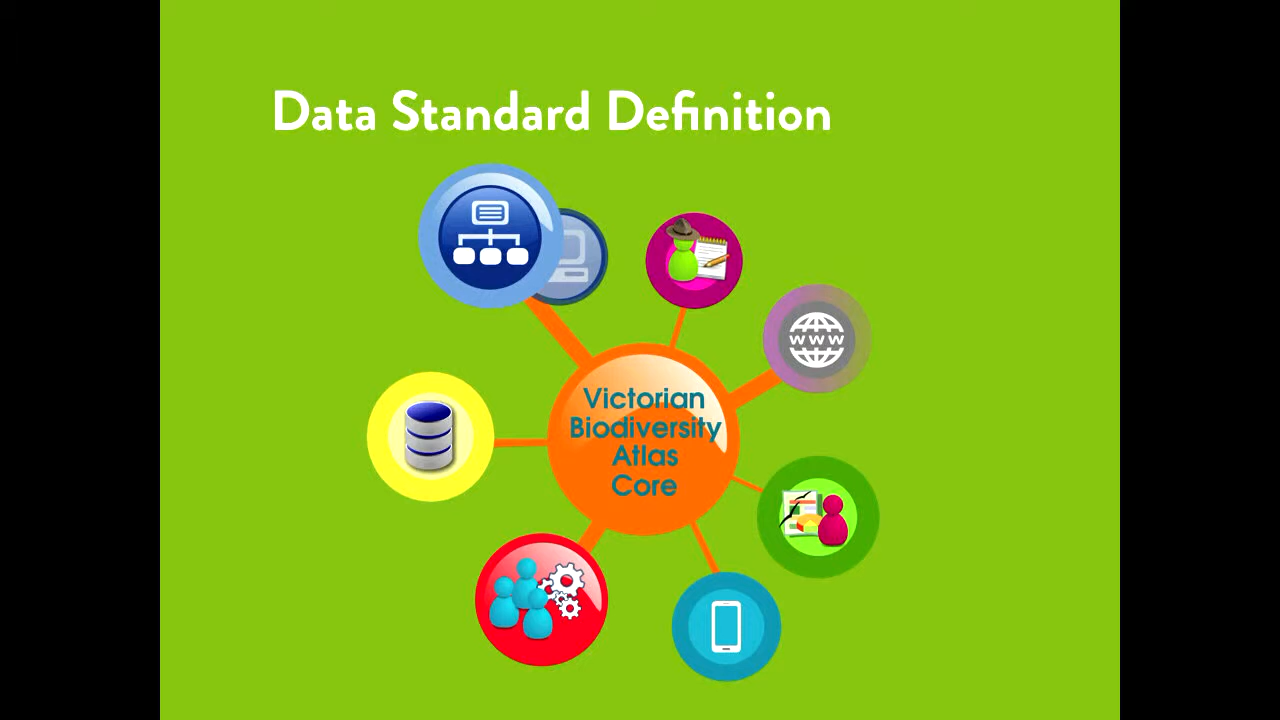 Data Standard Definition
www
Victorian
Biodiversity
Atlas
Core